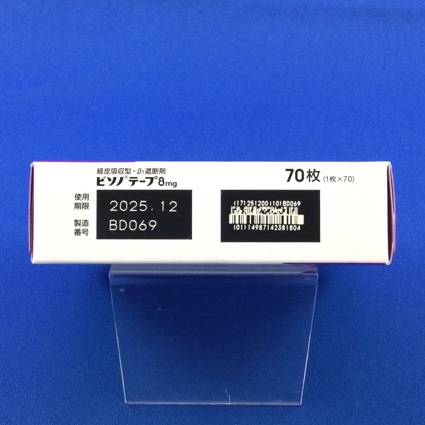 経皮吸収型・β₁遮断剤
ビソノテープ8mg
70枚(1枚×70)
使用
期限
2025.12
製造
番号
BD069
(17)251200(10)BD069
(01)14987142381804